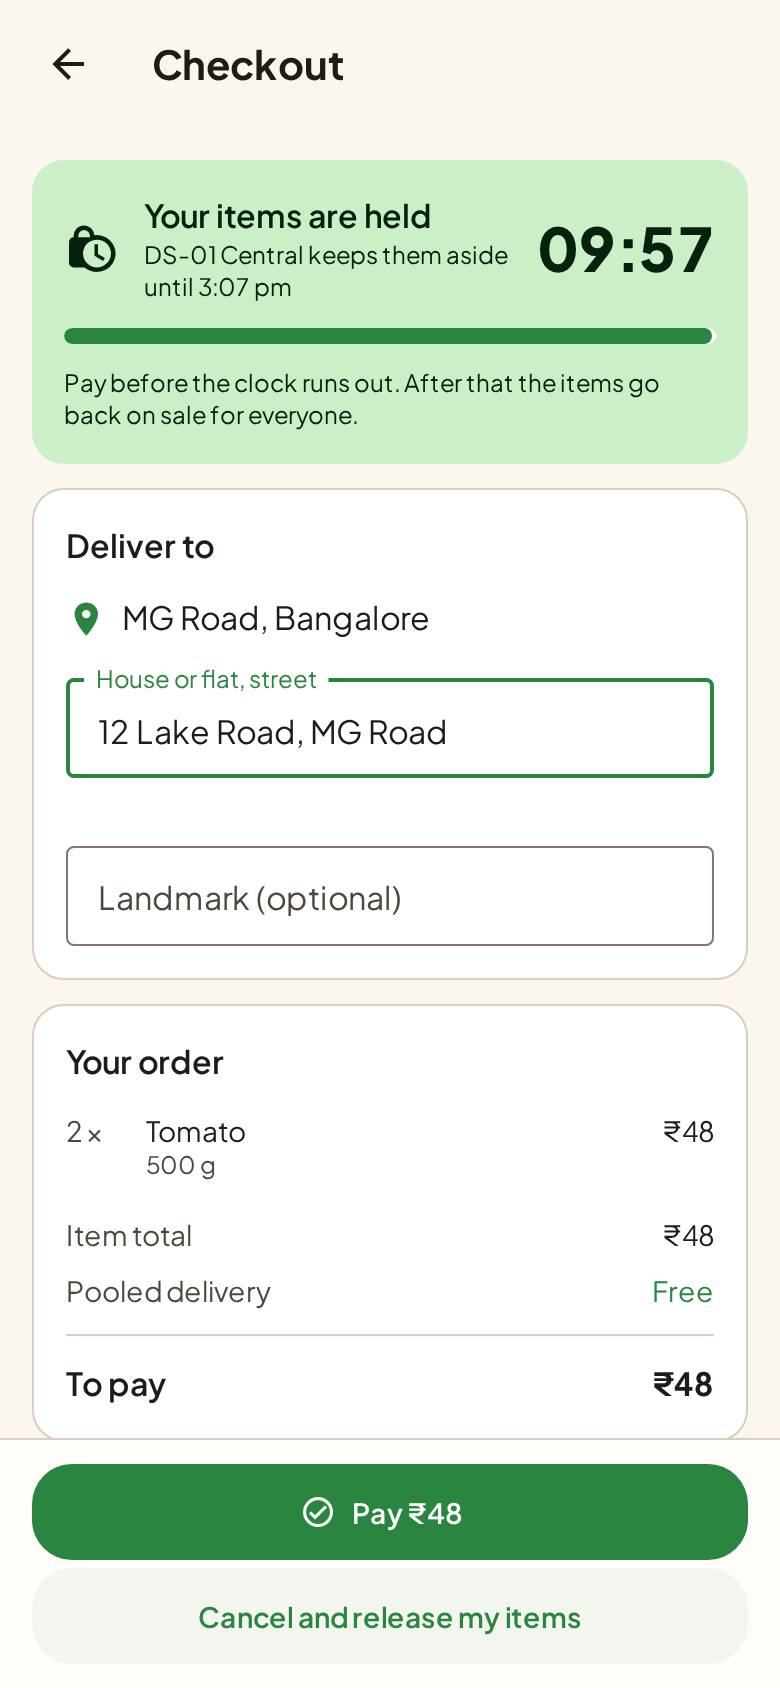 Checkout
Your items are held
DS-01 Central keeps them aside
until 3:07 pm
09:57
Pay before the clock runs out. After that the items go
back on sale for everyone.
Deliver to
MG Road, Bangalore
House or flat, street
12 Lake Road, MG Road
Landmark (optional)
Your order
2 × Tomato ₹48
500 g
Item total ₹48
Pooled delivery Free
To pay ₹48
Pay ₹48
Cancel and release my items